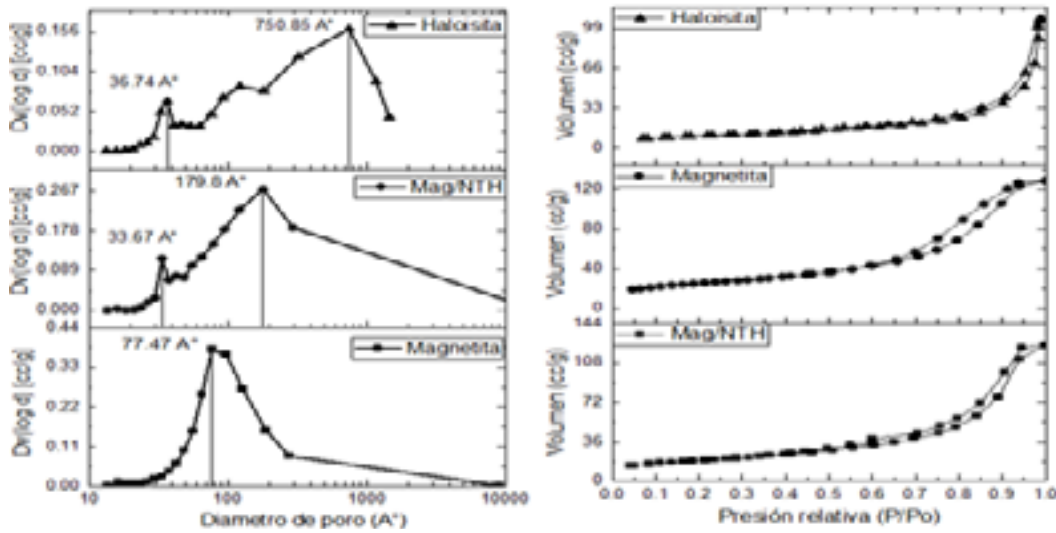 750.85 A°
Haloisita
36.74 A°
0.156
0.104
0.052
0.000
Dv(log d) [cc/g]
179.8 A°
Mag/NTH
33.67 A°
0.267
0.178
0.089
0.000
Dv(log d) [cc/g]
77.47 A°
Magnetita
0.44
0.33
0.22
0.11
0.00
Dv(log d) [cc/g]
10 100 1000 10000
Diametro de poro (A°)
Haloisita
99
66
33
0
Volumen (cc/g)
Magnetita
120
80
40
0
Volumen (cc/g)
Mag/NTH
144
108
72
36
0
Volumen (cc/g)
0.0 0.1 0.2 0.3 0.4 0.5 0.6 0.7 0.8 0.9 1.0
Presión relativa (P/Po)